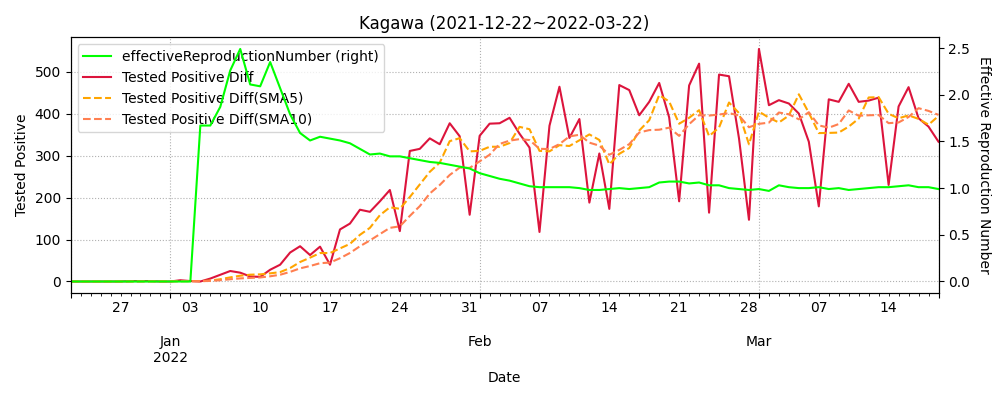 Kagawa (2021-12-22~2022-03-22)
effectiveReproductionNumber (right)
Tested Positive Diff
Tested Positive Diff(SMA5)
Tested Positive Diff(SMA10)
Tested Positive
500
400
300
200
100
0
Effective Reproduction Number
2.5
2.0
1.5
1.0
0.5
0.0
27 03 10 17 24 31 07 14 21 28 07 14
Jan Feb Mar
2022
Date